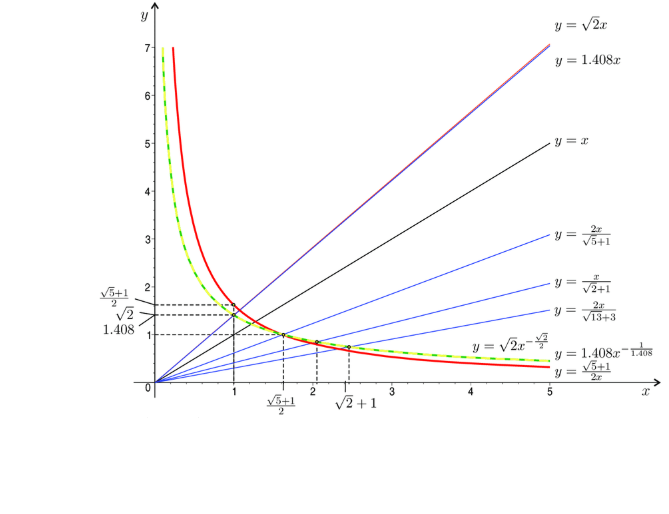 y
y = √2x
y = 1.408x
7
6
5
4
3
2
1
0
y = x
y = 2x/(√5+1)
y = x/(√2+1)
y = 2x/(√13+3)
(√5+1)/2
√2
1.408
y = √2x^(-√2/2)
y = 1.408x^(-1/1.408)
y = (√5+1)/(2x)
1
2
3
4
5
x
(√5+1)/2
√2 + 1